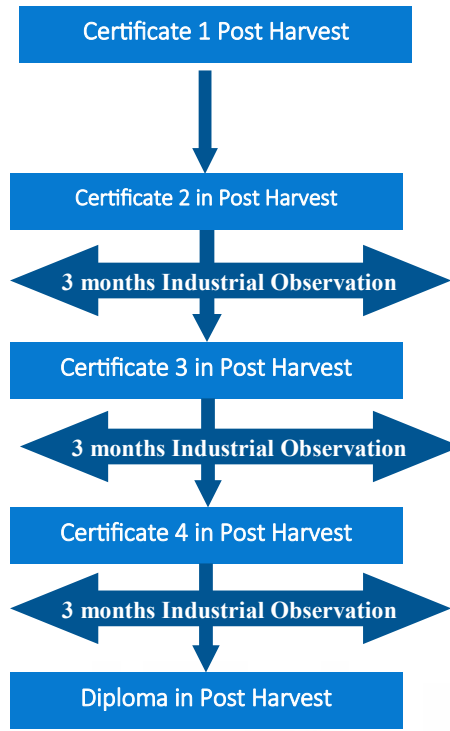 Certificate 1 Post Harvest
Certificate 2 in Post Harvest
3 months Industrial Observation
Certificate 3 in Post Harvest
3 months Industrial Observation
Certificate 4 in Post Harvest
3 months Industrial Observation
Diploma in Post Harvest